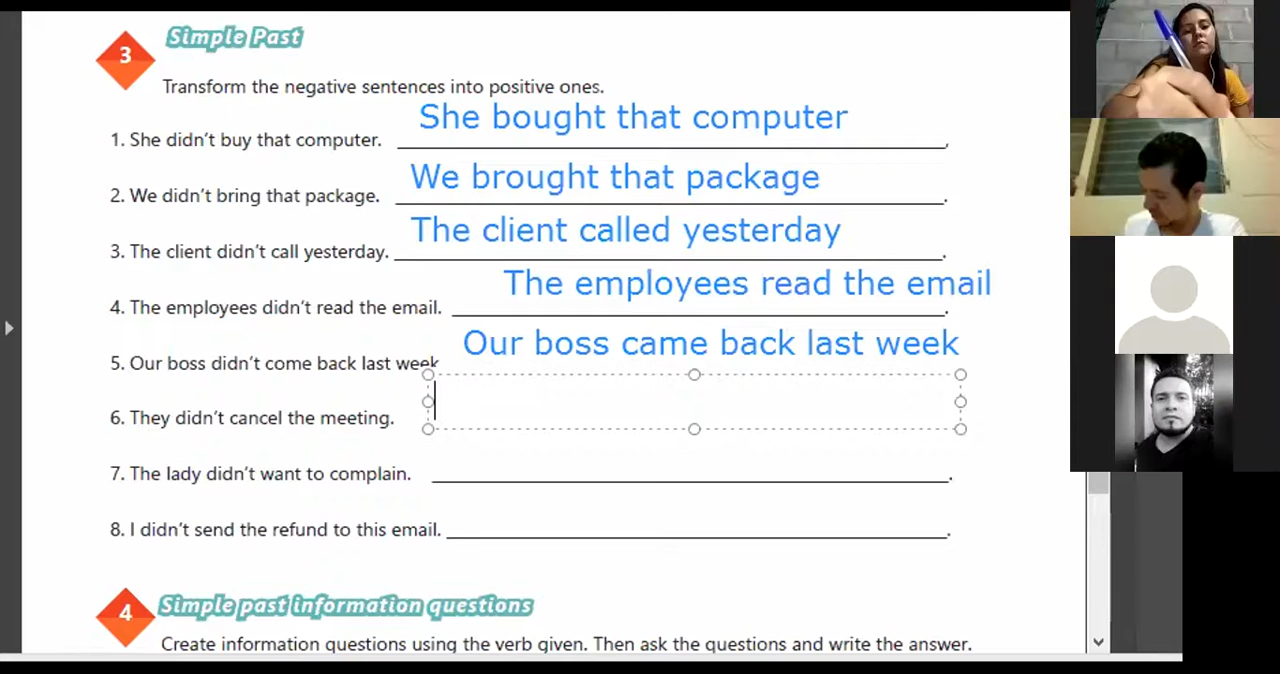 3
Simple Past
Transform the negative sentences into positive ones.
She bought that computer
1. She didn't buy that computer. ,
We brought that package
2. We didn't bring that package. .
The client called yesterday
3. The client didn't call yesterday. .
The employees read the email
4. The employees didn't read the email. .
Our boss came back last week
5. Our boss didn't come back last week
6. They didn't cancel the meeting.
7. The lady didn't want to complain. .
8. I didn't send the refund to this email. .
4
Simple past information questions
Create information questions using the verb given. Then ask the questions and write the answer.